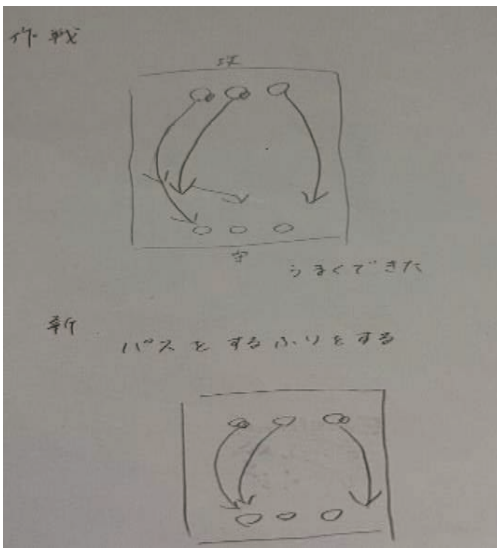 作戦
攻
守
うまくできた
新
パスをするふりをする